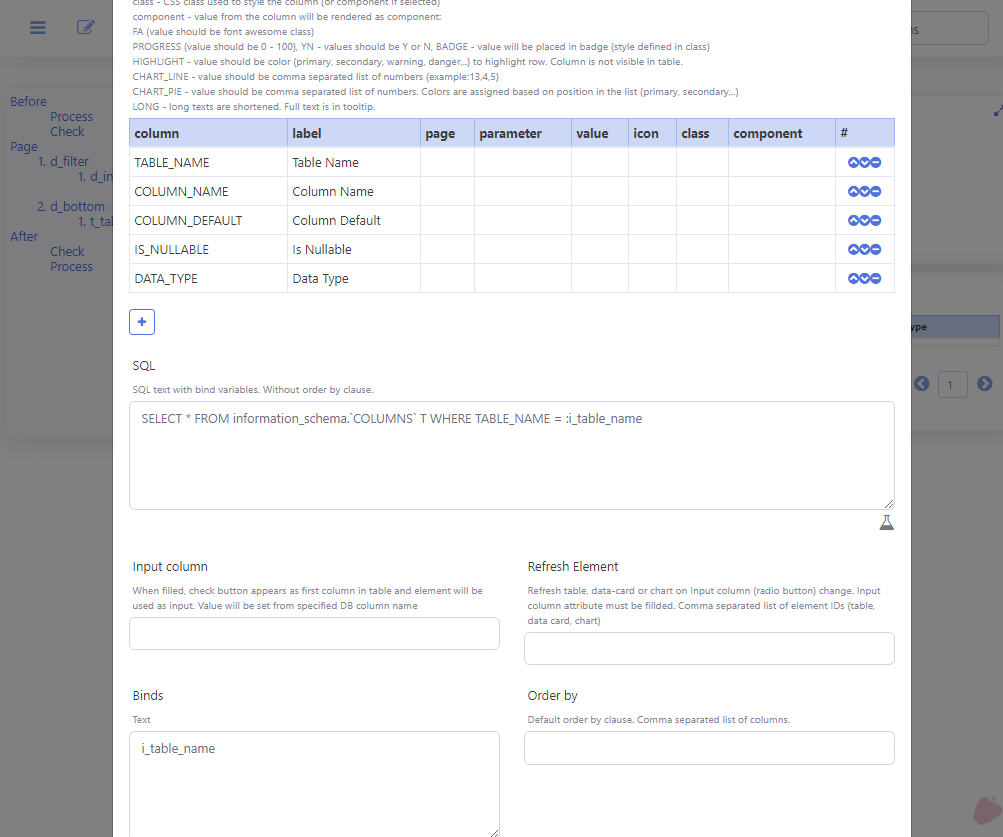 class - CSS class used to style the column (or component if selected)
component - value from the column will be rendered as component:
FA (value should be font awesome class)
PROGRESS (value should be 0 - 100), YN - values should be Y or N, BADGE - value will be placed in badge (style defined in class)
HIGHLIGHT - value should be color (primary, secondary, warning, danger,..) to highlight row. Column is not visible in table.
CHART_LINE - value should be comma separated list of numbers (example:13,4,5)
CHART_PIE - value should be comma separated list of numbers. Colors are assigned based on position in the list (primary, secondary,..)
LONG - long texts are shortened. Full text is in tooltip.
column label page parameter value icon class component #
TABLE_NAME Table Name
COLUMN_NAME Column Name
COLUMN_DEFAULT Column Default
IS_NULLABLE Is Nullable
DATA_TYPE Data Type
+
SQL
SQL text with bind variables. Without order by clause.
SELECT * FROM information_schema.`COLUMNS` T WHERE TABLE_NAME = :i_table_name
Input column
When filled, check button appears as first column in table and element will be
used as input. Value will be set from specified DB column name
Refresh Element
Refresh table, data-card or chart on Input column (radio button) change. Input
column attribute must be fillded. Comma separated list of element IDs (table,
data card, chart)
Binds
Text
i_table_name
Order by
Default order by clause. Comma separated list of columns.
Before
Process
Check
Page
1. d_filter
1. d_in
2. d_bottom
1. t_tal
After
Check
Process
ns
ype
1